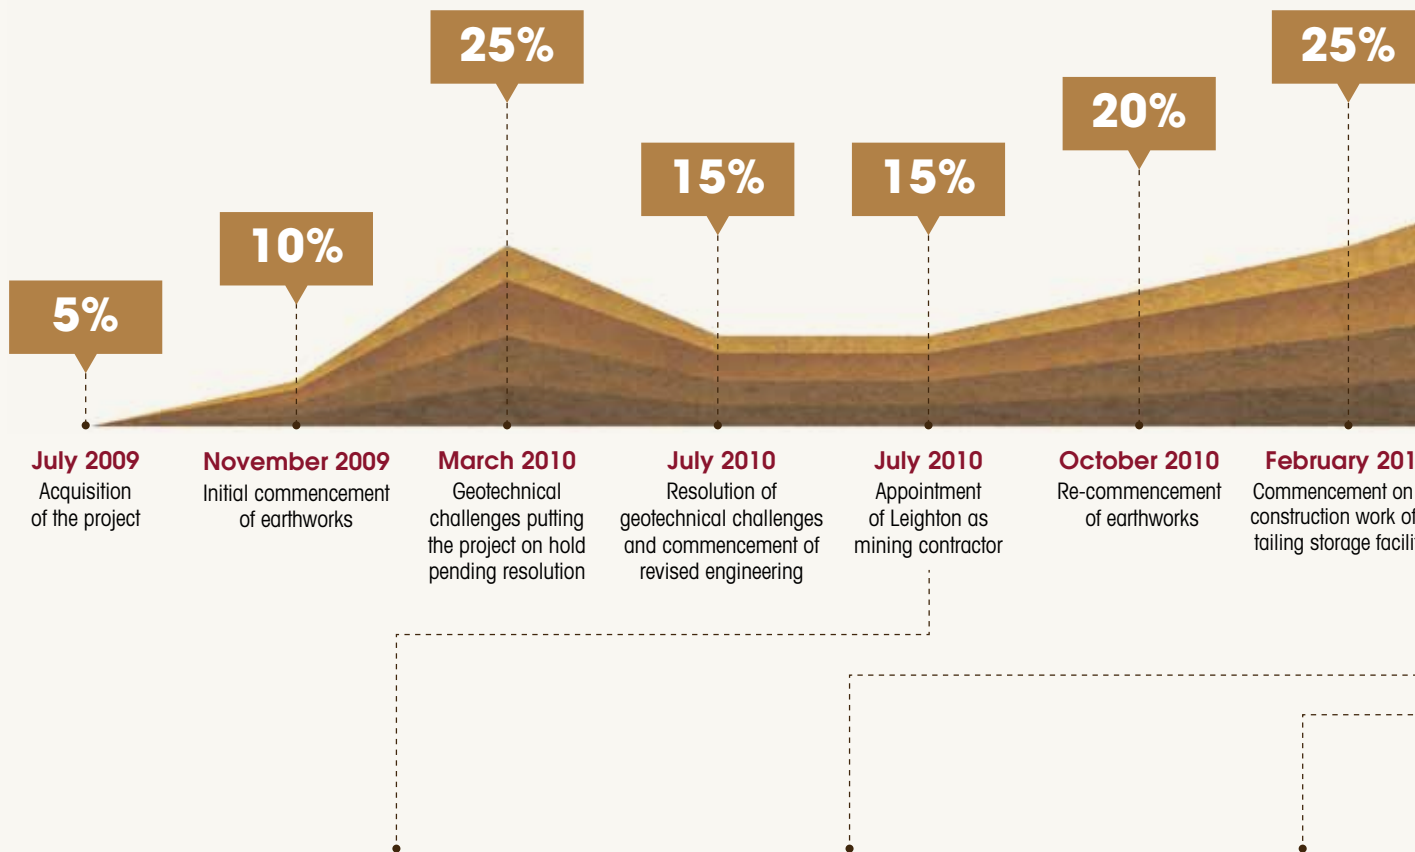 25%
25%
20%
15%
15%
10%
5%
July 2009
Acquisition
of the project
November 2009
Initial commencement
of earthworks
March 2010
Geotechnical
challenges putting
the project on hold
pending resolution
July 2010
Resolution of
geotechnical challenges
and commencement of
revised engineering
July 2010
Appointment
of Leighton as
mining contractor
October 2010
Re-commencement
of earthworks
February
Commencement on
construction work
tailing storage